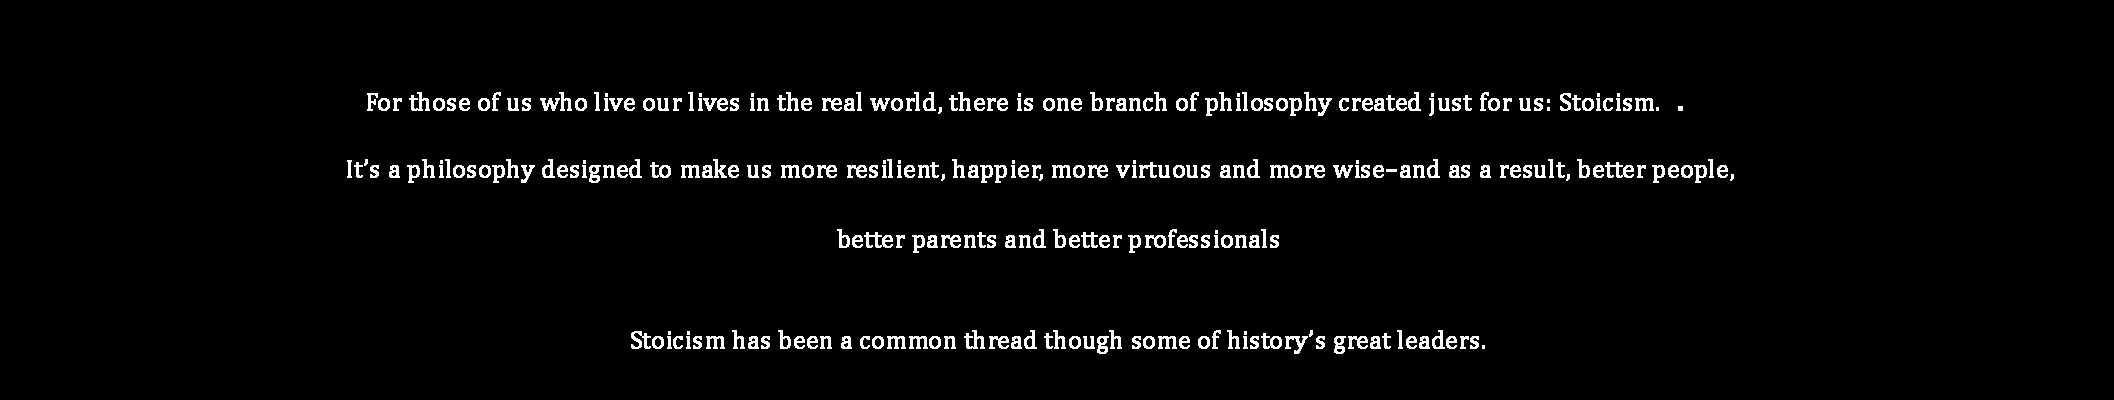 For those of us who live our lives in the real world, there is one branch of philosophy created just for us: Stoicism. .
It’s a philosophy designed to make us more resilient, happier, more virtuous and more wise–and as a result, better people,
better parents and better professionals
Stoicism has been a common thread though some of history’s great leaders.